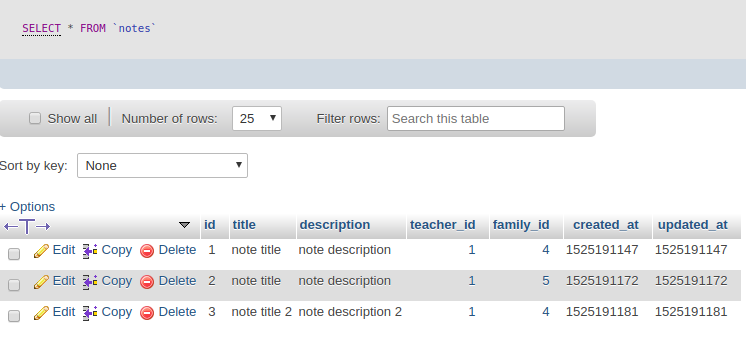 SELECT * FROM `notes`
Show all Number of rows: 25 Filter rows: Search this table
Sort by key: None
+ Options
id title description teacher_id family_id created_at updated_at
Edit Copy Delete 1 note title note description 1 4 1525191147 1525191147
Edit Copy Delete 2 note title note description 1 5 1525191172 1525191172
Edit Copy Delete 3 note title 2 note description 2 1 4 1525191181 1525191181